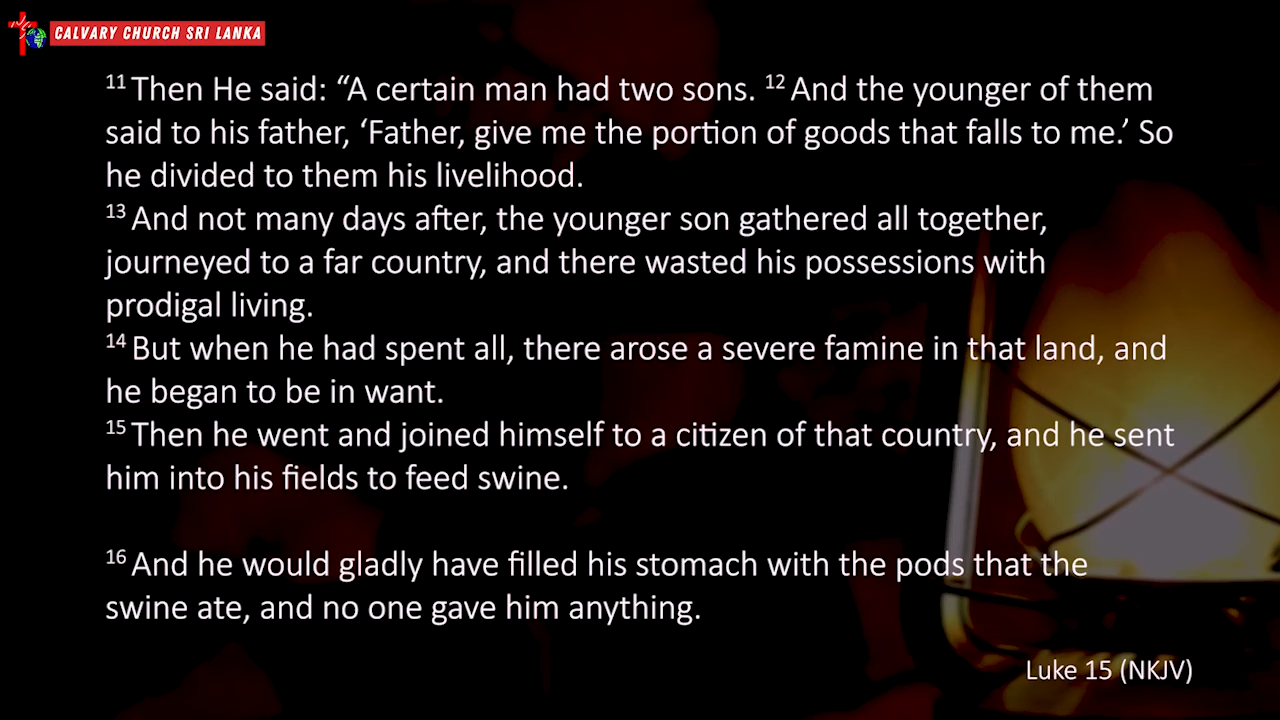 CALVARY CHURCH SRI LANKA
11 Then He said: “A certain man had two sons. 12 And the younger of them
said to his father, ‘Father, give me the portion of goods that falls to me.’ So
he divided to them his livelihood.
13 And not many days after, the younger son gathered all together,
journeyed to a far country, and there wasted his possessions with
prodigal living.
14 But when he had spent all, there arose a severe famine in that land, and
he began to be in want.
15 Then he went and joined himself to a citizen of that country, and he sent
him into his fields to feed swine.
16 And he would gladly have filled his stomach with the pods that the
swine ate, and no one gave him anything.
Luke 15 (NKJV)